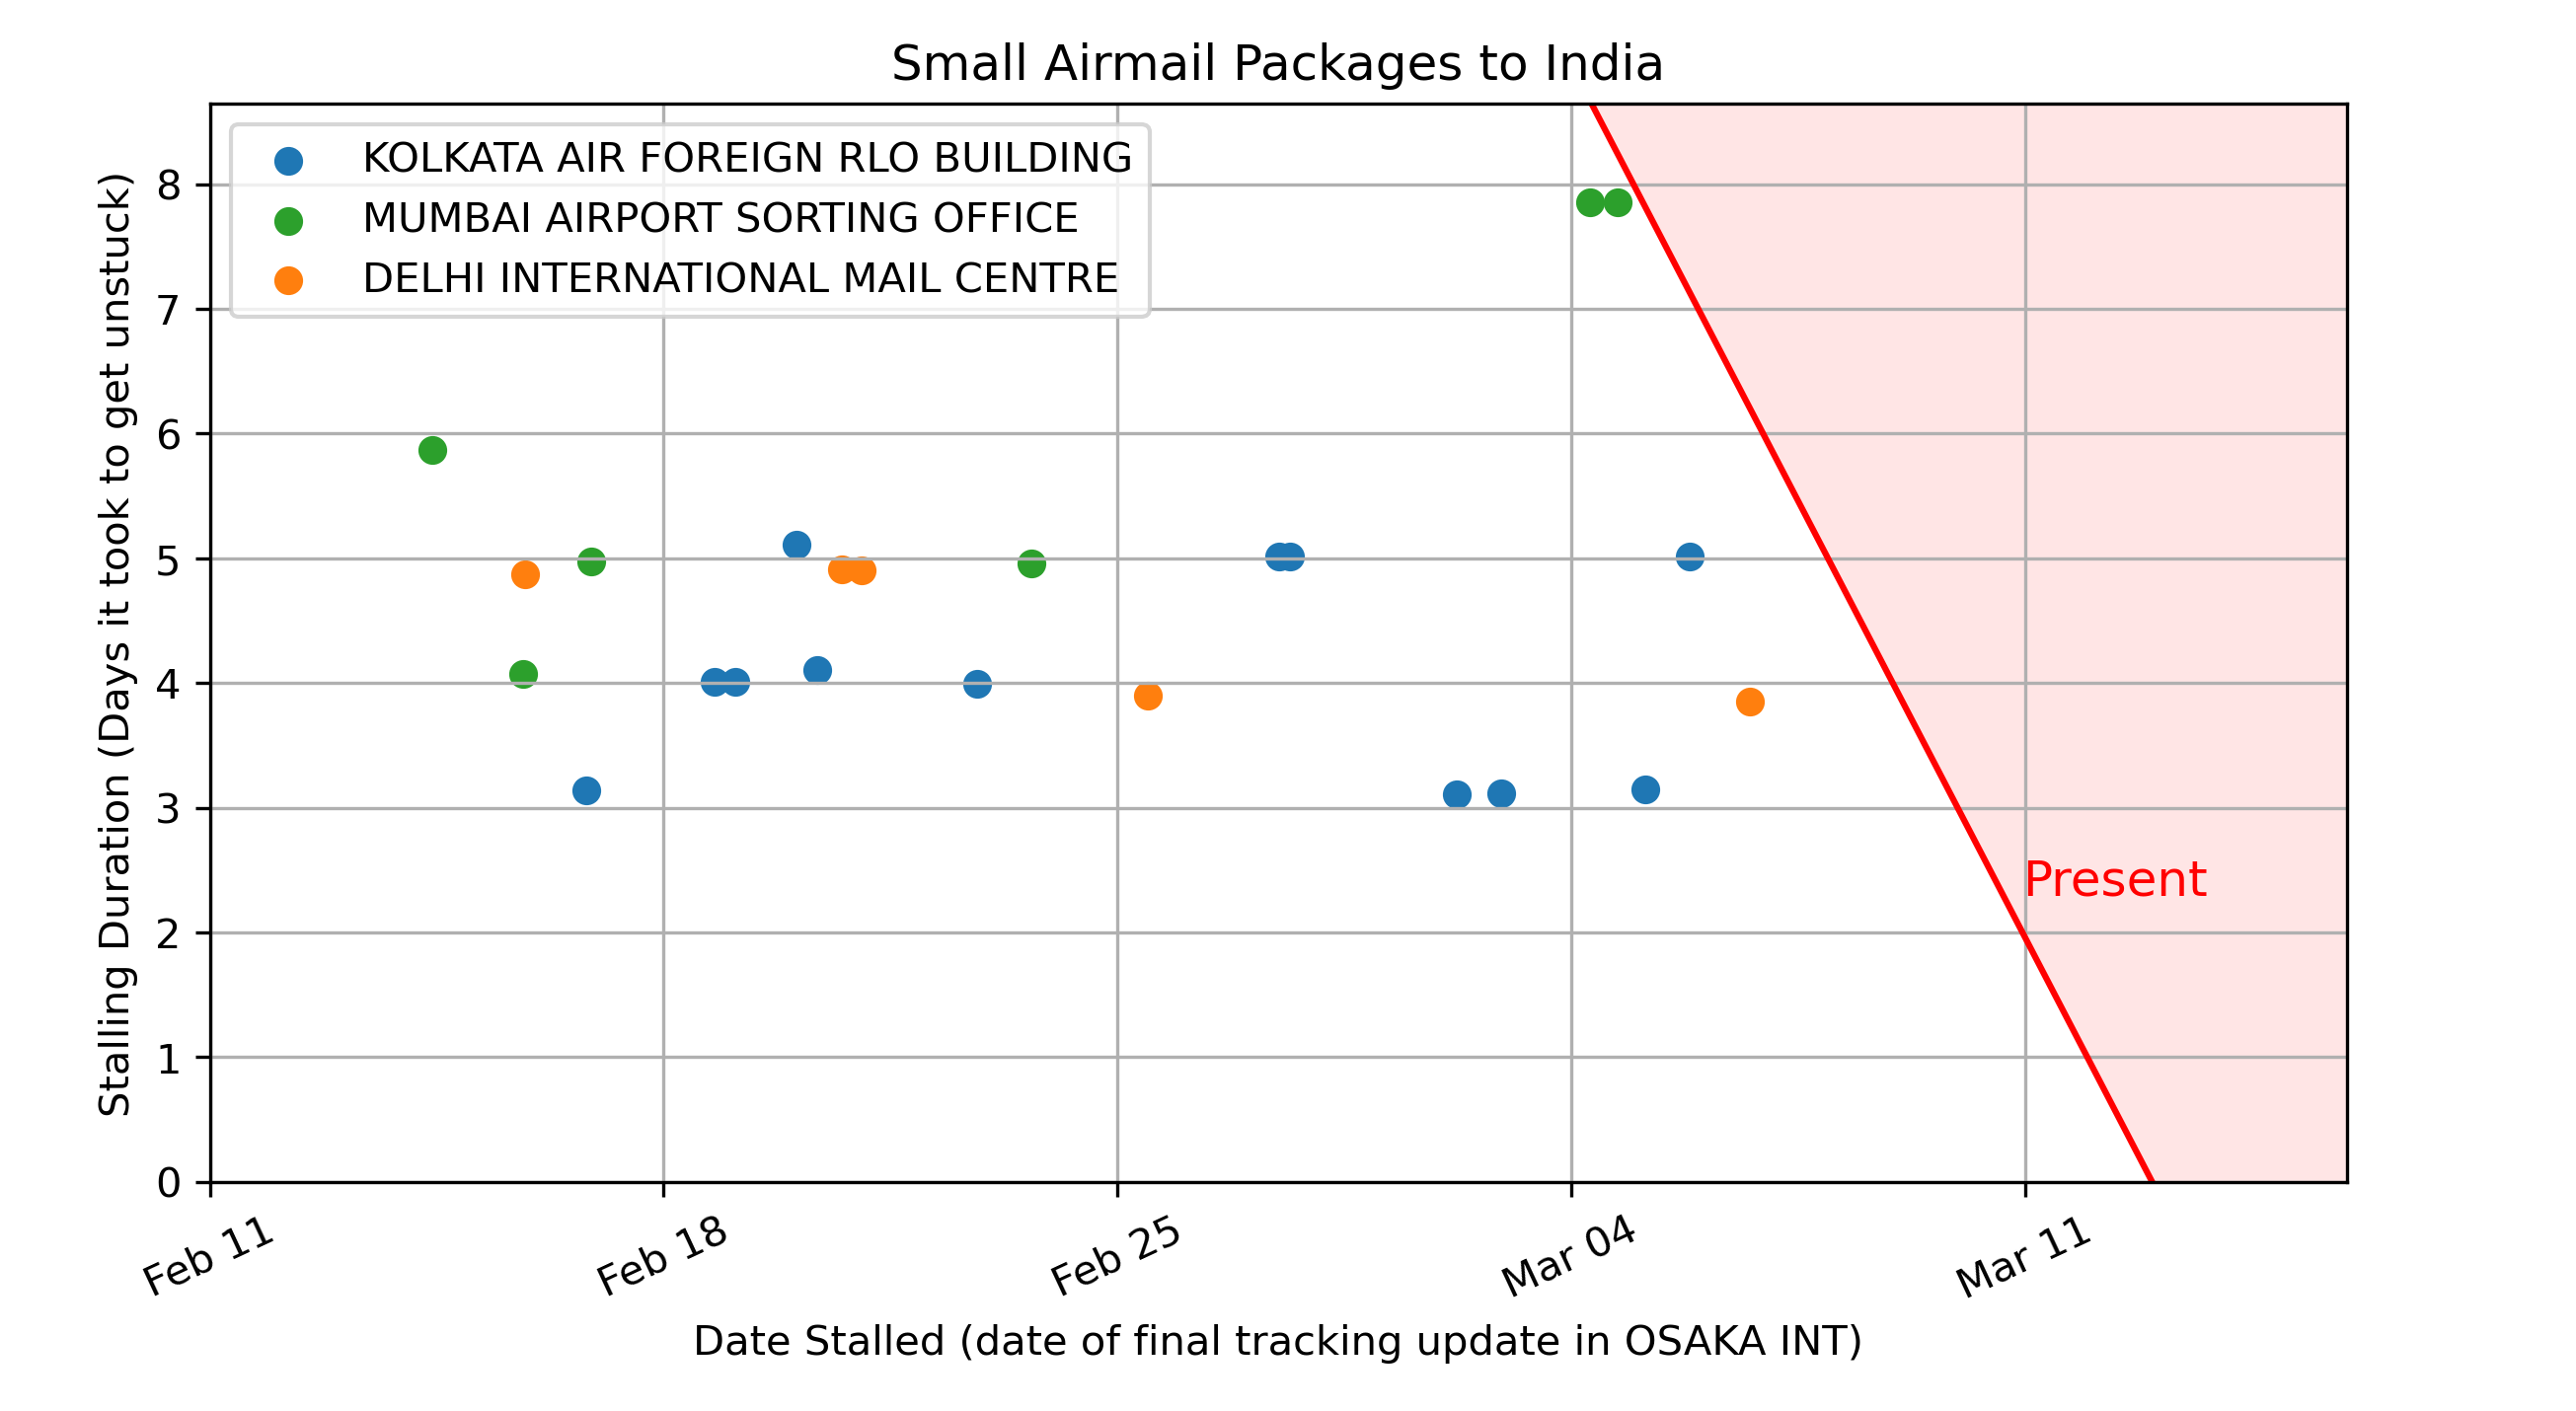 Small Airmail Packages to India
KOLKATA AIR FOREIGN RLO BUILDING
MUMBAI AIRPORT SORTING OFFICE
DELHI INTERNATIONAL MAIL CENTRE
Stalling Duration (Days it took to get unstuck)
8
7
6
5
4
3
2
1
0
Present
Feb 11
Feb 18
Feb 25
Mar 04
Mar 11
Date Stalled (date of final tracking update in OSAKA INT)